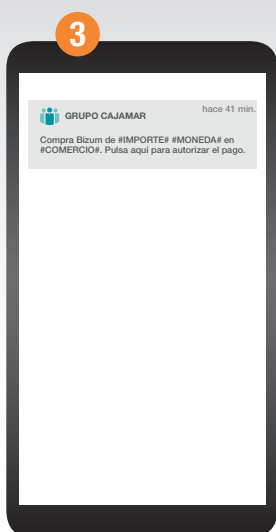 3
GRUPO CAJAMAR
hace 41 min.
Compra Bizum de #IMPORTE# #MONEDA# en
#COMERCIO#. Pulsa aquí para autorizar el pago.